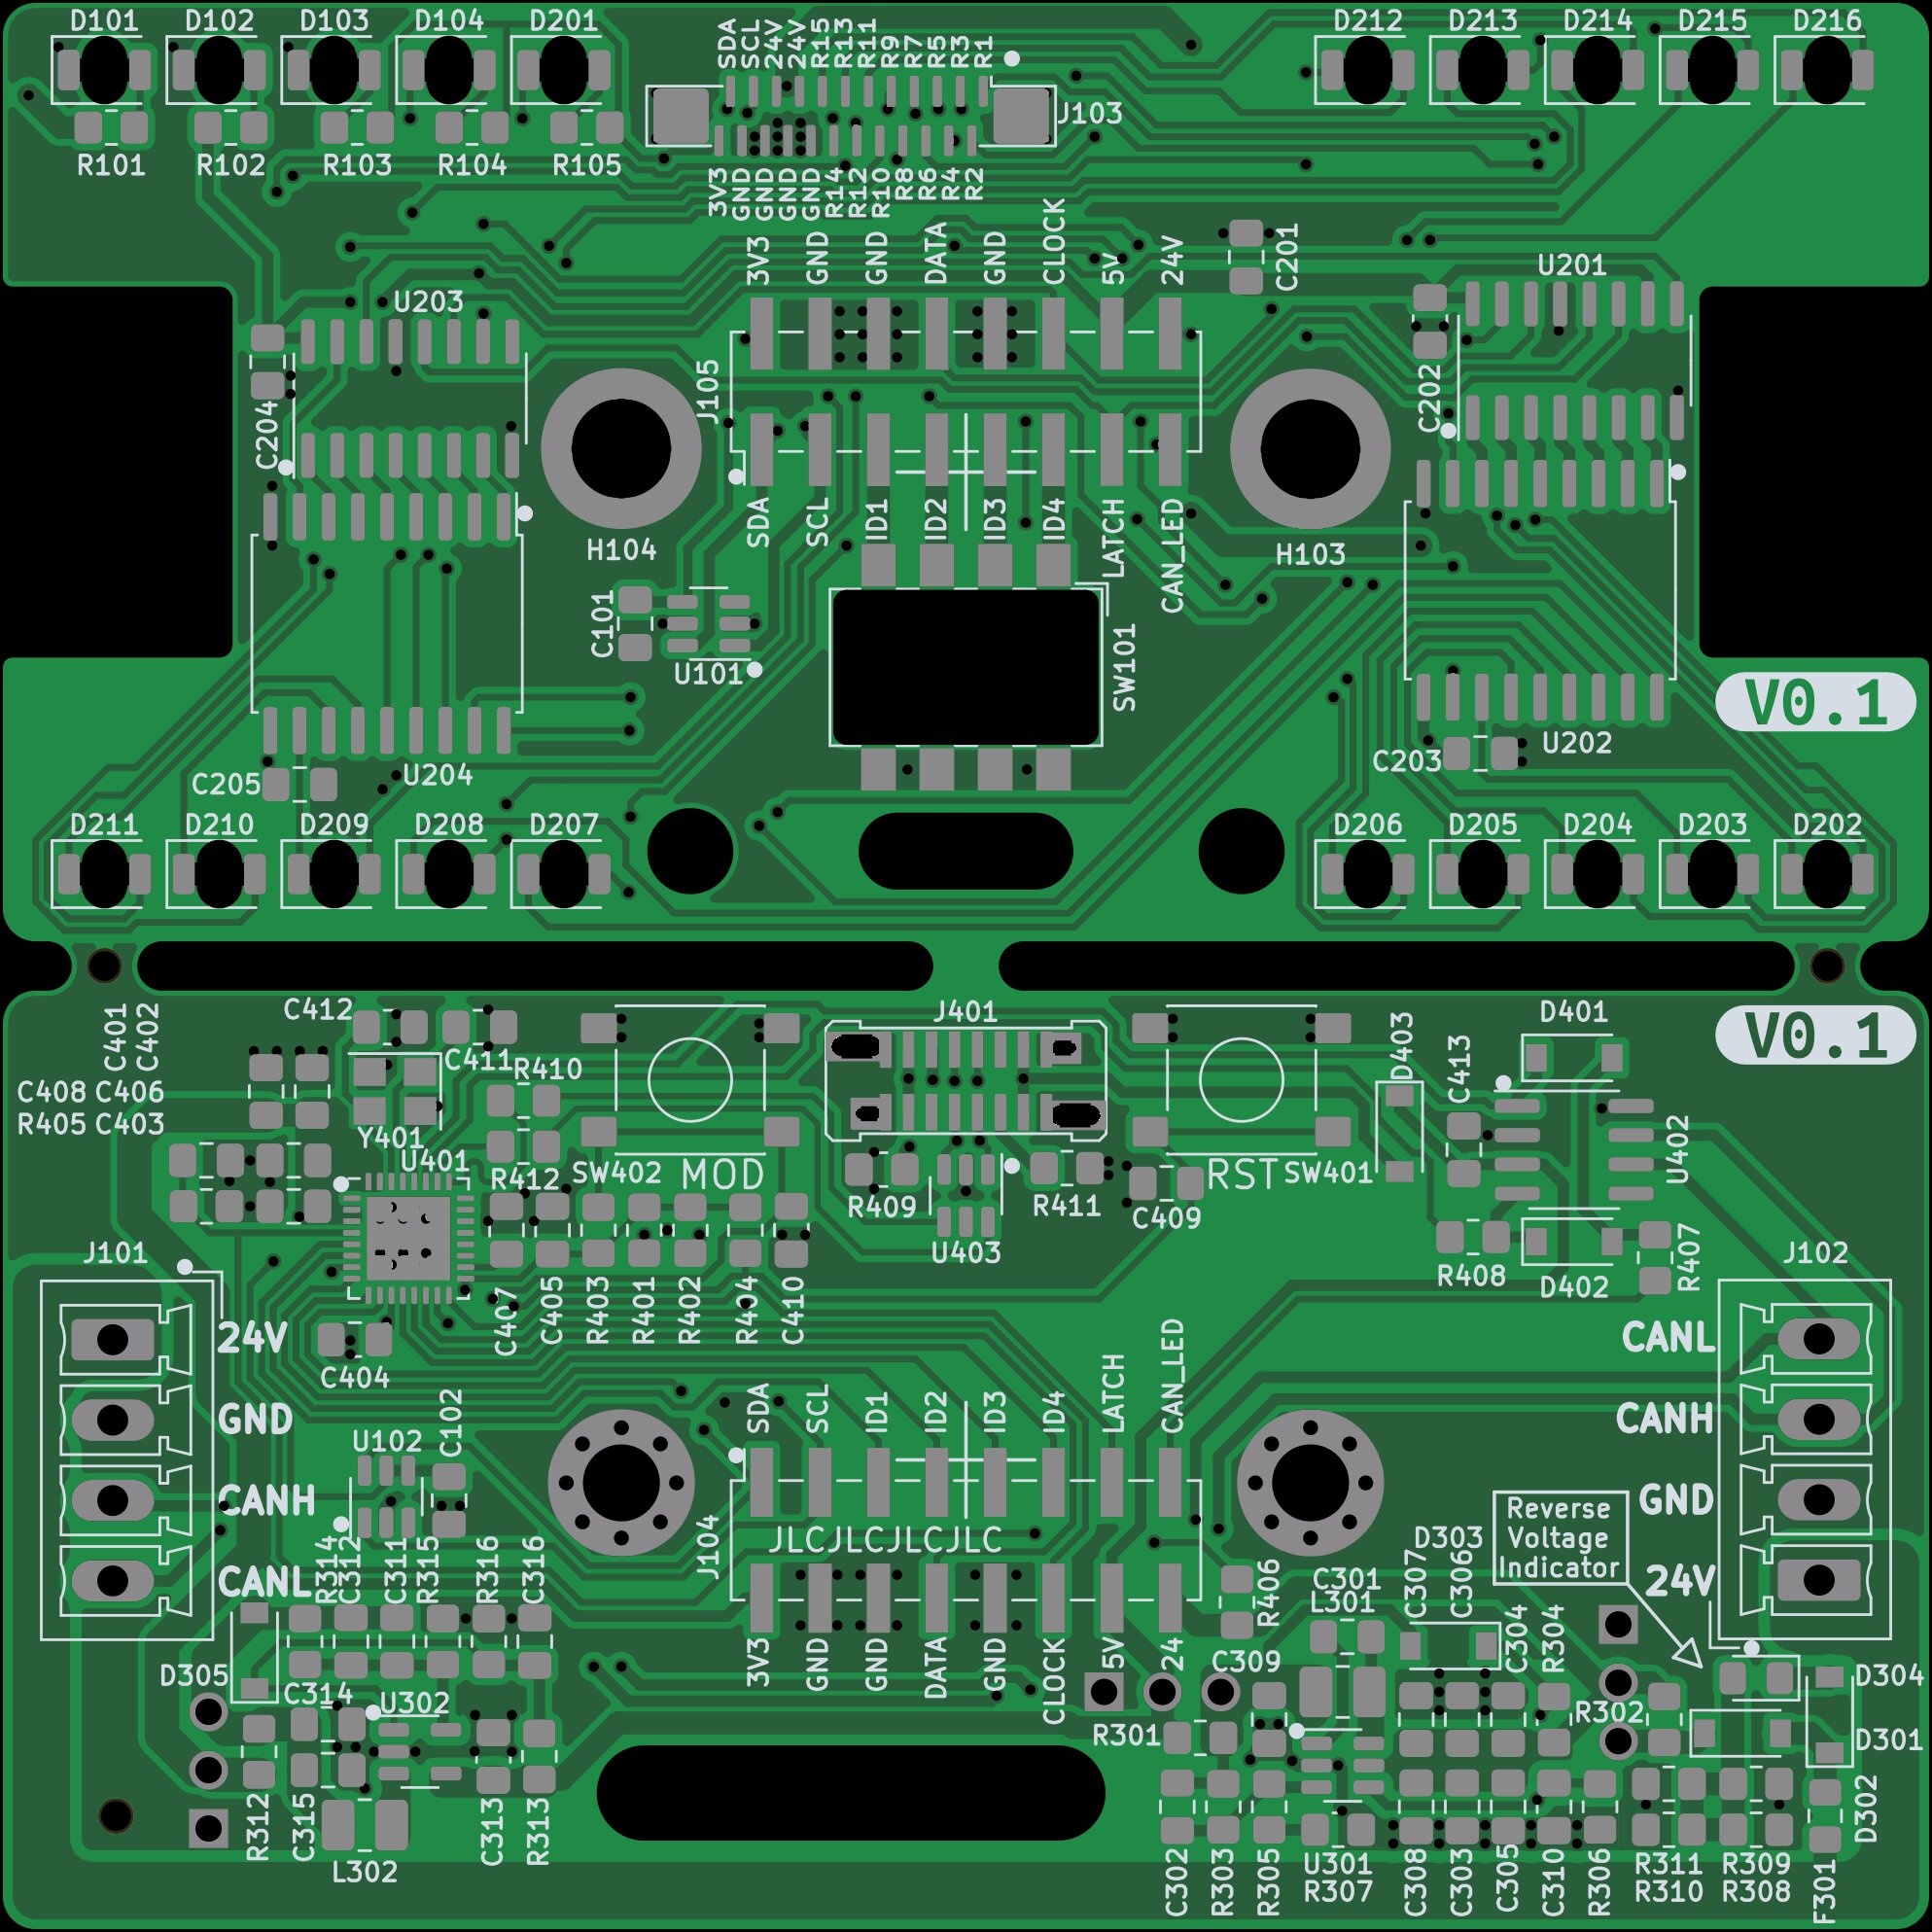 D101 D102 D103 D104 D201
SDA SCL 24V 24V R15 R13 R11 R9 R7 R5 R3 R1
D212 D213 D214 D215 D216
J103
R101 R102 R103 R104 R105
3V3 GND GND GND GND R14 R12 R10 R8 R6 R4 R2
3V3 GND GND DATA GND CLOCK 5V 24V
C201
U201
U203
J105
C202
C204
SDA SCL ID1 ID2 ID3 ID4 LATCH CAN_LED
H104
H103
C101
U101
SW101
V0.1
U202
C203
U204
C205
D211 D210 D209 D208 D207
D206 D205 D204 D203 D202
C401 C402
C412
J401
D403
D401
V0.1
C411
R410
C413
C408 C406
R405 C403
Y401
U401
R412
SW402 MOD
RST SW401
U402
R409
R411
C409
U403
J101
R408
D402
R407
J102
C407 C405 R403 R401 R402 R404 C410
24V
CANL
C404
GND
CANH
SDA SCL ID1 ID2 ID3 ID4 LATCH CAN_LED
U102
C102
CANH
GND
Reverse
Voltage
Indicator
J104
JLCJLCJLCJLC
D303
CANL
24V
R314 C312 C311 R315 R316 C316
R406
C301
L301
C307 C306
C304 R304
3V3 GND GND DATA GND CLOCK 5V 24
D305
C314
U302
C309
R301
R302
D304
D301
R312 C315
L302
C313 R313
C302 R303 R305
U301
R307
C308 C303 C305 C310 R306
R311 R309
R310 R308
D302
F301